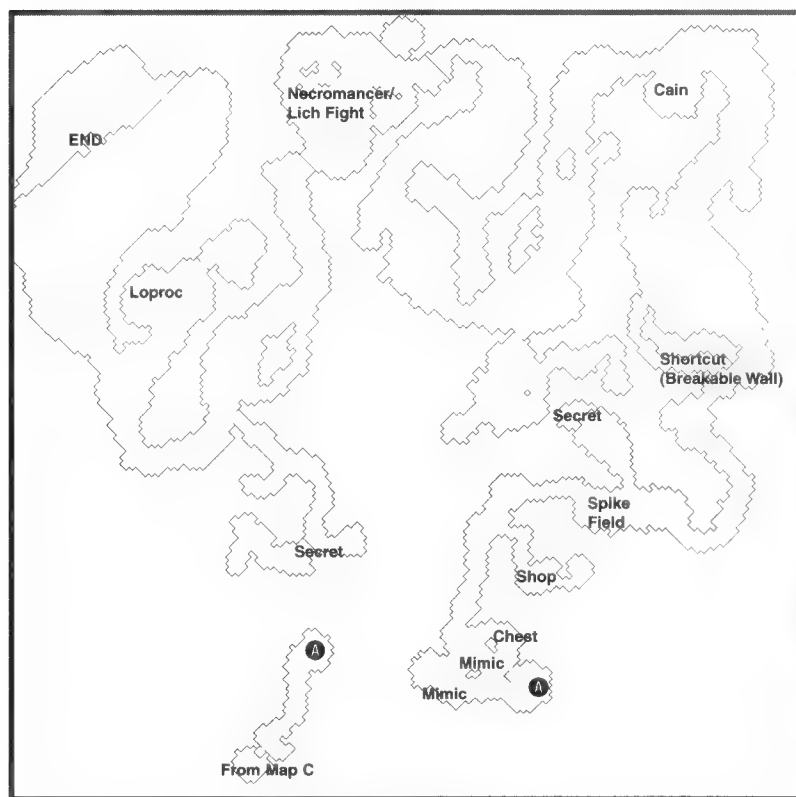 Necromancer/
Lich Fight
Cain
END
Loproc
Shortcut
(Breakable Wall)
Secret
Spike
Field
Secret
Shop
Chest
A
Mimic
A
Mimic
From Map C